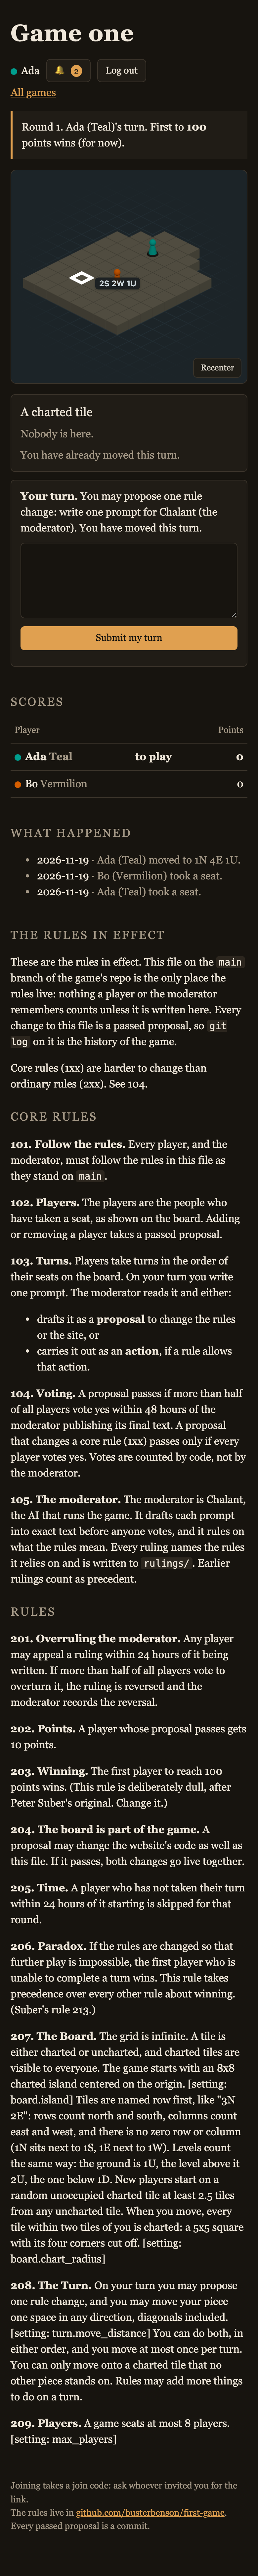 Game one
Ada 2 Log out
All games
Round 1. Ada (Teal)'s turn. First to 100
points wins (for now).
2S 2W 1U
Recenter
A charted tile
Nobody is here.
You have already moved this turn.
Your turn. You may propose one rule
change: write one prompt for Chalant (the
moderator). You have moved this turn.
Submit my turn
SCORES
Player Points
Ada Teal to play 0
Bo Vermilion 0
WHAT HAPPENED
2026-11-19 · Ada (Teal) moved to 1N 4E 1U.
2026-11-19 · Bo (Vermilion) took a seat.
2026-11-19 · Ada (Teal) took a seat.
THE RULES IN EFFECT
These are the rules in effect. This file on the main
branch of the game's repo is the only place the
rules live: nothing a player or the moderator
remembers counts unless it is written here. Every
change to this file is a passed proposal, so git
log on it is the history of the game.
Core rules (1xx) are harder to change than
ordinary rules (2xx). See 104.
CORE RULES
101. Follow the rules. Every player, and the
moderator, must follow the rules in this file as
they stand on main.
102. Players. The players are the people who
have taken a seat, as shown on the board. Adding
or removing a player takes a passed proposal.
103. Turns. Players take turns in the order of
their seats on the board. On your turn you write
one prompt. The moderator reads it and either:
drafts it as a proposal to change the rules
or the site, or
carries it out as an action, if a rule allows
that action.
104. Voting. A proposal passes if more than half
of all players vote yes within 48 hours of the
moderator publishing its final text. A proposal
that changes a core rule (1xx) passes only if every
player votes yes. Votes are counted by code, not by
the moderator.
105. The moderator. The moderator is Chalant,
the AI that runs the game. It drafts each prompt
into exact text before anyone votes, and it rules on
what the rules mean. Every ruling names the rules
it relies on and is written to rulings/. Earlier
rulings count as precedent.
RULES
201. Overruling the moderator. Any player
may appeal a ruling within 24 hours of it being
written. If more than half of all players vote to
overturn it, the ruling is reversed and the
moderator records the reversal.
202. Points. A player whose proposal passes gets
10 points.
203. Winning. The first player to reach 100
points wins. (This rule is deliberately dull, after
Peter Suber's original. Change it.)
204. The board is part of the game. A
proposal may change the website's code as well as
this file. If it passes, both changes go live together.
205. Time. A player who has not taken their turn
within 24 hours of it starting is skipped for that
round.
206. Paradox. If the rules are changed so that
further play is impossible, the first player who is
unable to complete a turn wins. This rule takes
precedence over every other rule about winning.
(Suber's rule 213.)
207. The Board. The grid is infinite. A tile is
either charted or uncharted, and charted tiles are
visible to everyone. The game starts with an 8x8
charted island centered on the origin. [setting:
board.island] Tiles are named row first, like "3N
2E": rows count north and south, columns count
east and west, and there is no zero row or column
(1N sits next to 1S, 1E next to 1W). Levels count
the same way: the ground is 1U, the level above it
2U, the one below 1D. New players start on a
random unoccupied charted tile at least 2.5 tiles
from any uncharted tile. When you move, every
tile within two tiles of you is charted: a 5x5 square
with its four corners cut off. [setting:
board.chart_radius]
208. The Turn. On your turn you may propose
one rule change, and you may move your piece
one space in any direction, diagonals included.
[setting: turn.move_distance] You can do both, in
either order, and you move at most once per turn.
You can only move onto a charted tile that no
other piece stands on. Rules may add more things
to do on a turn.
209. Players. A game seats at most 8 players.
[setting: max_players]
Joining takes a join code: ask whoever invited you for the
link.
The rules live in github.com/busterbenson/first-game.
Every passed proposal is a commit.